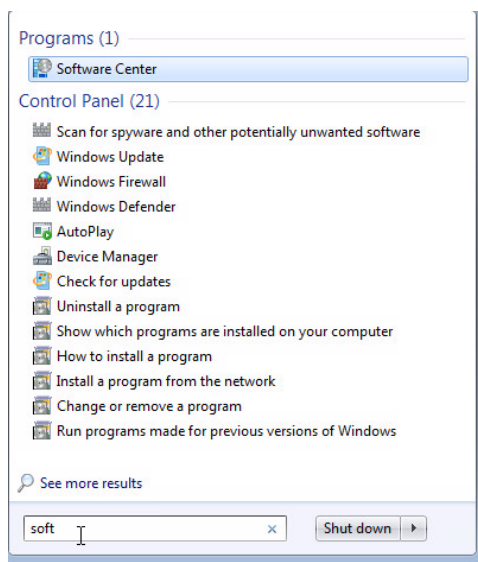 Programs (1)
Software Center
Control Panel (21)
Scan for spyware and other potentially unwanted software
Windows Update
Windows Firewall
Windows Defender
AutoPlay
Device Manager
Check for updates
Uninstall a program
Show which programs are installed on your computer
How to install a program
Install a program from the network
Change or remove a program
Run programs made for previous versions of Windows
See more results
soft × Shut down